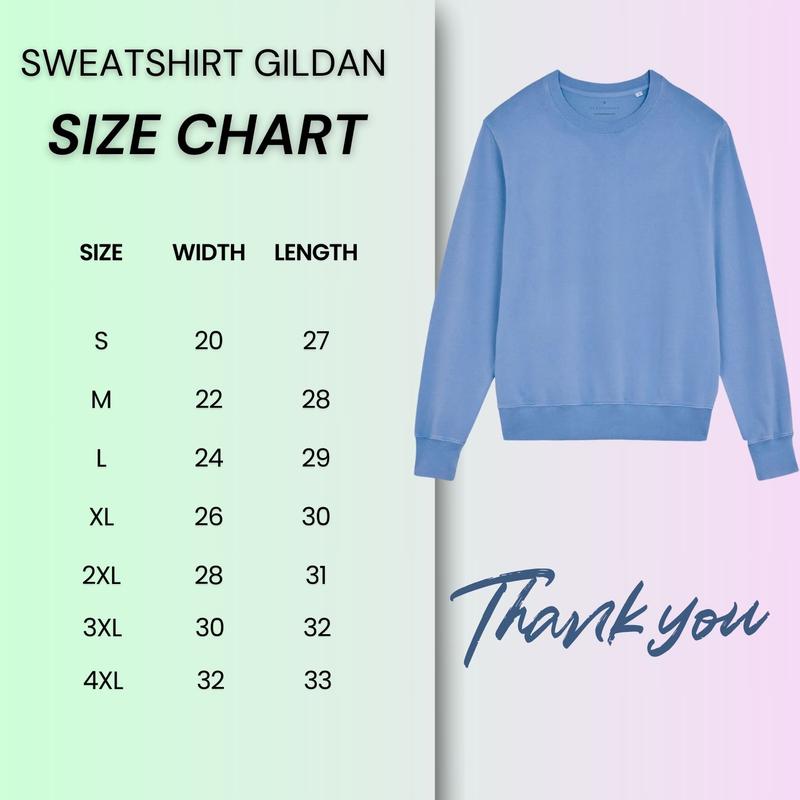 SWEATSHIRT GILDAN
SIZE CHART
SIZE WIDTH LENGTH
S 20 27
M 22 28
L 24 29
XL 26 30
2XL 28 31
3XL 30 32
4XL 32 33
Thank you